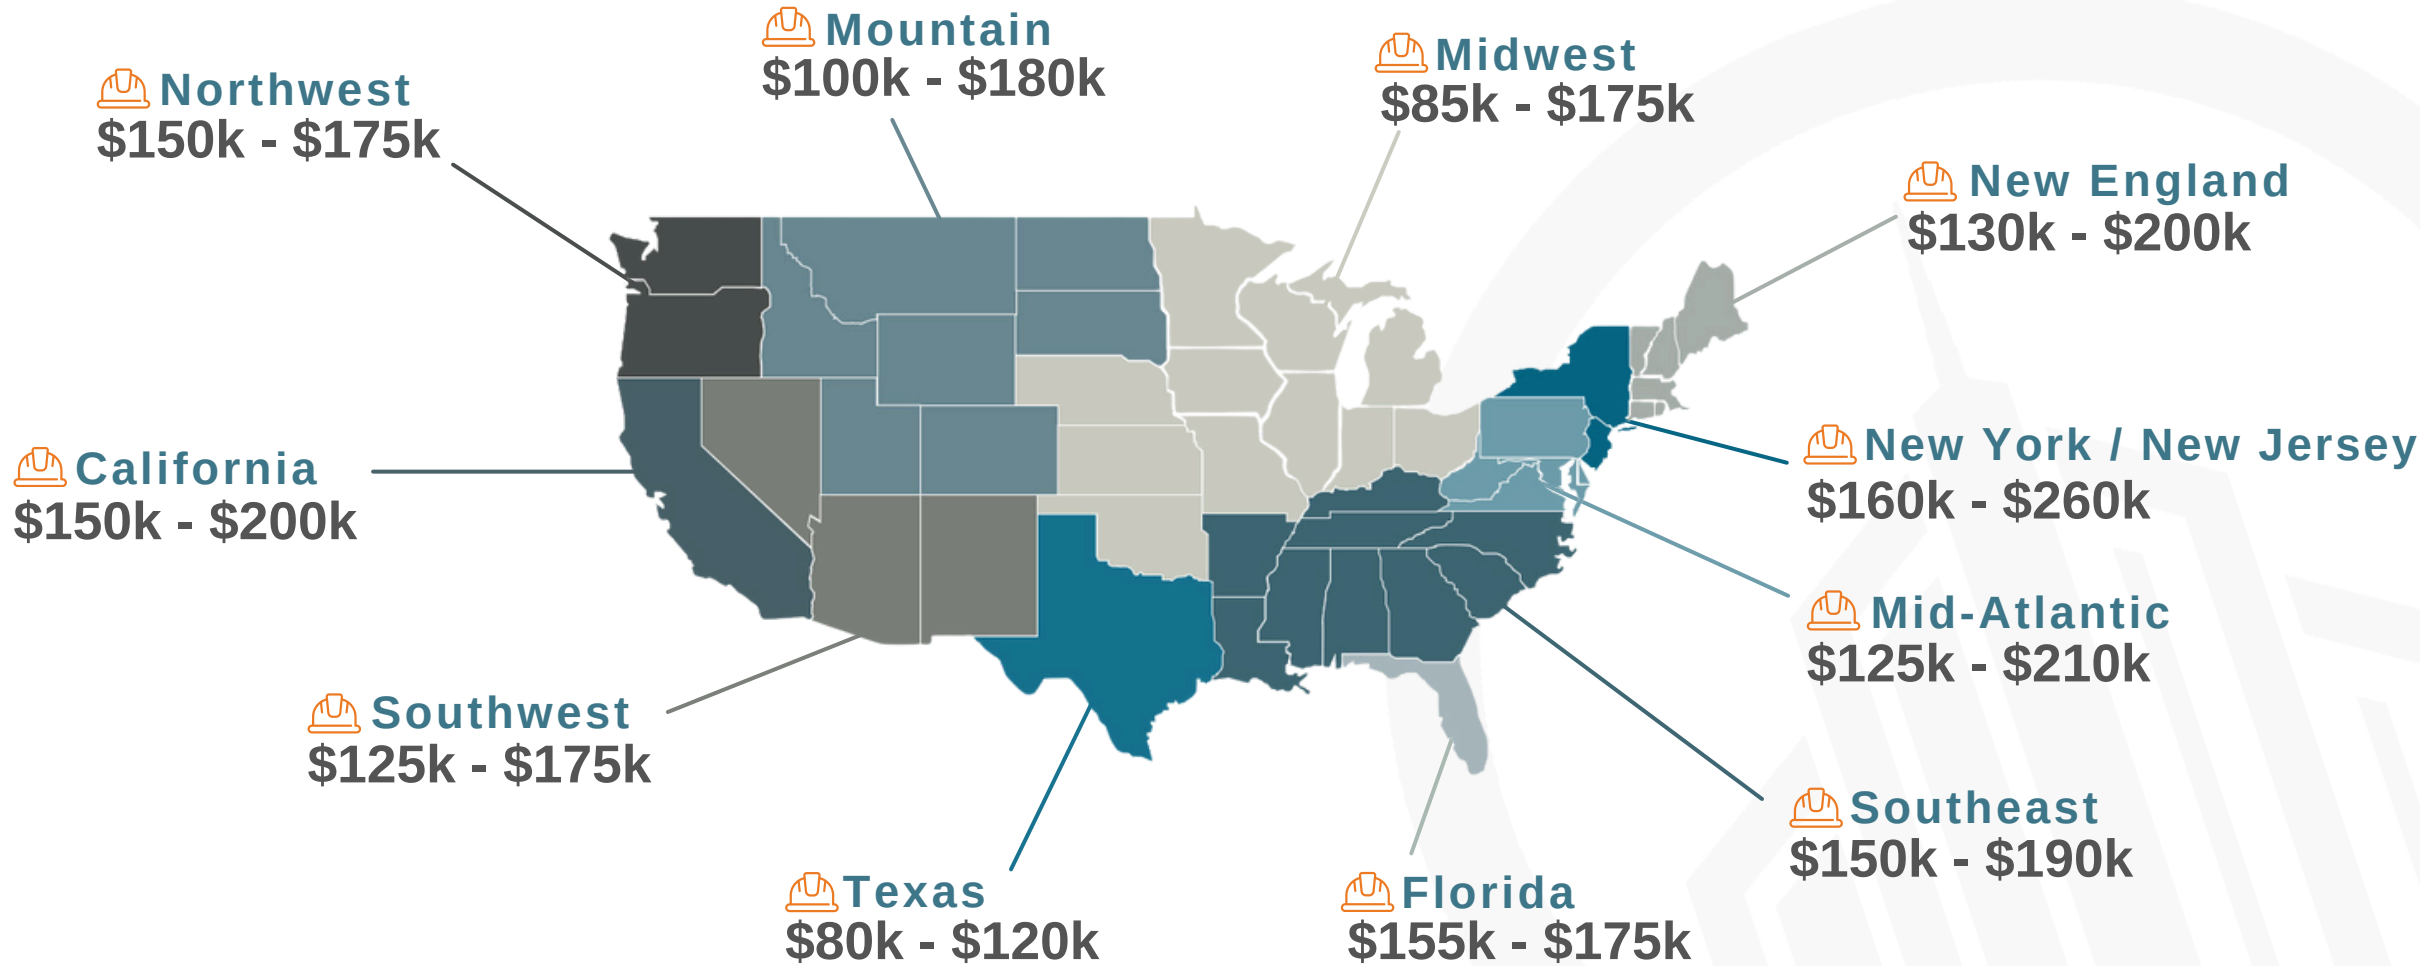 Mountain
$100k - $180k
Midwest
$85k - $175k
Northwest
$150k - $175k
New England
$130k - $200k
California
$150k - $200k
New York / New Jersey
$160k - $260k
Mid-Atlantic
$125k - $210k
Southwest
$125k - $175k
Southeast
$150k - $190k
Texas
$80k - $120k
Florida
$155k - $175k